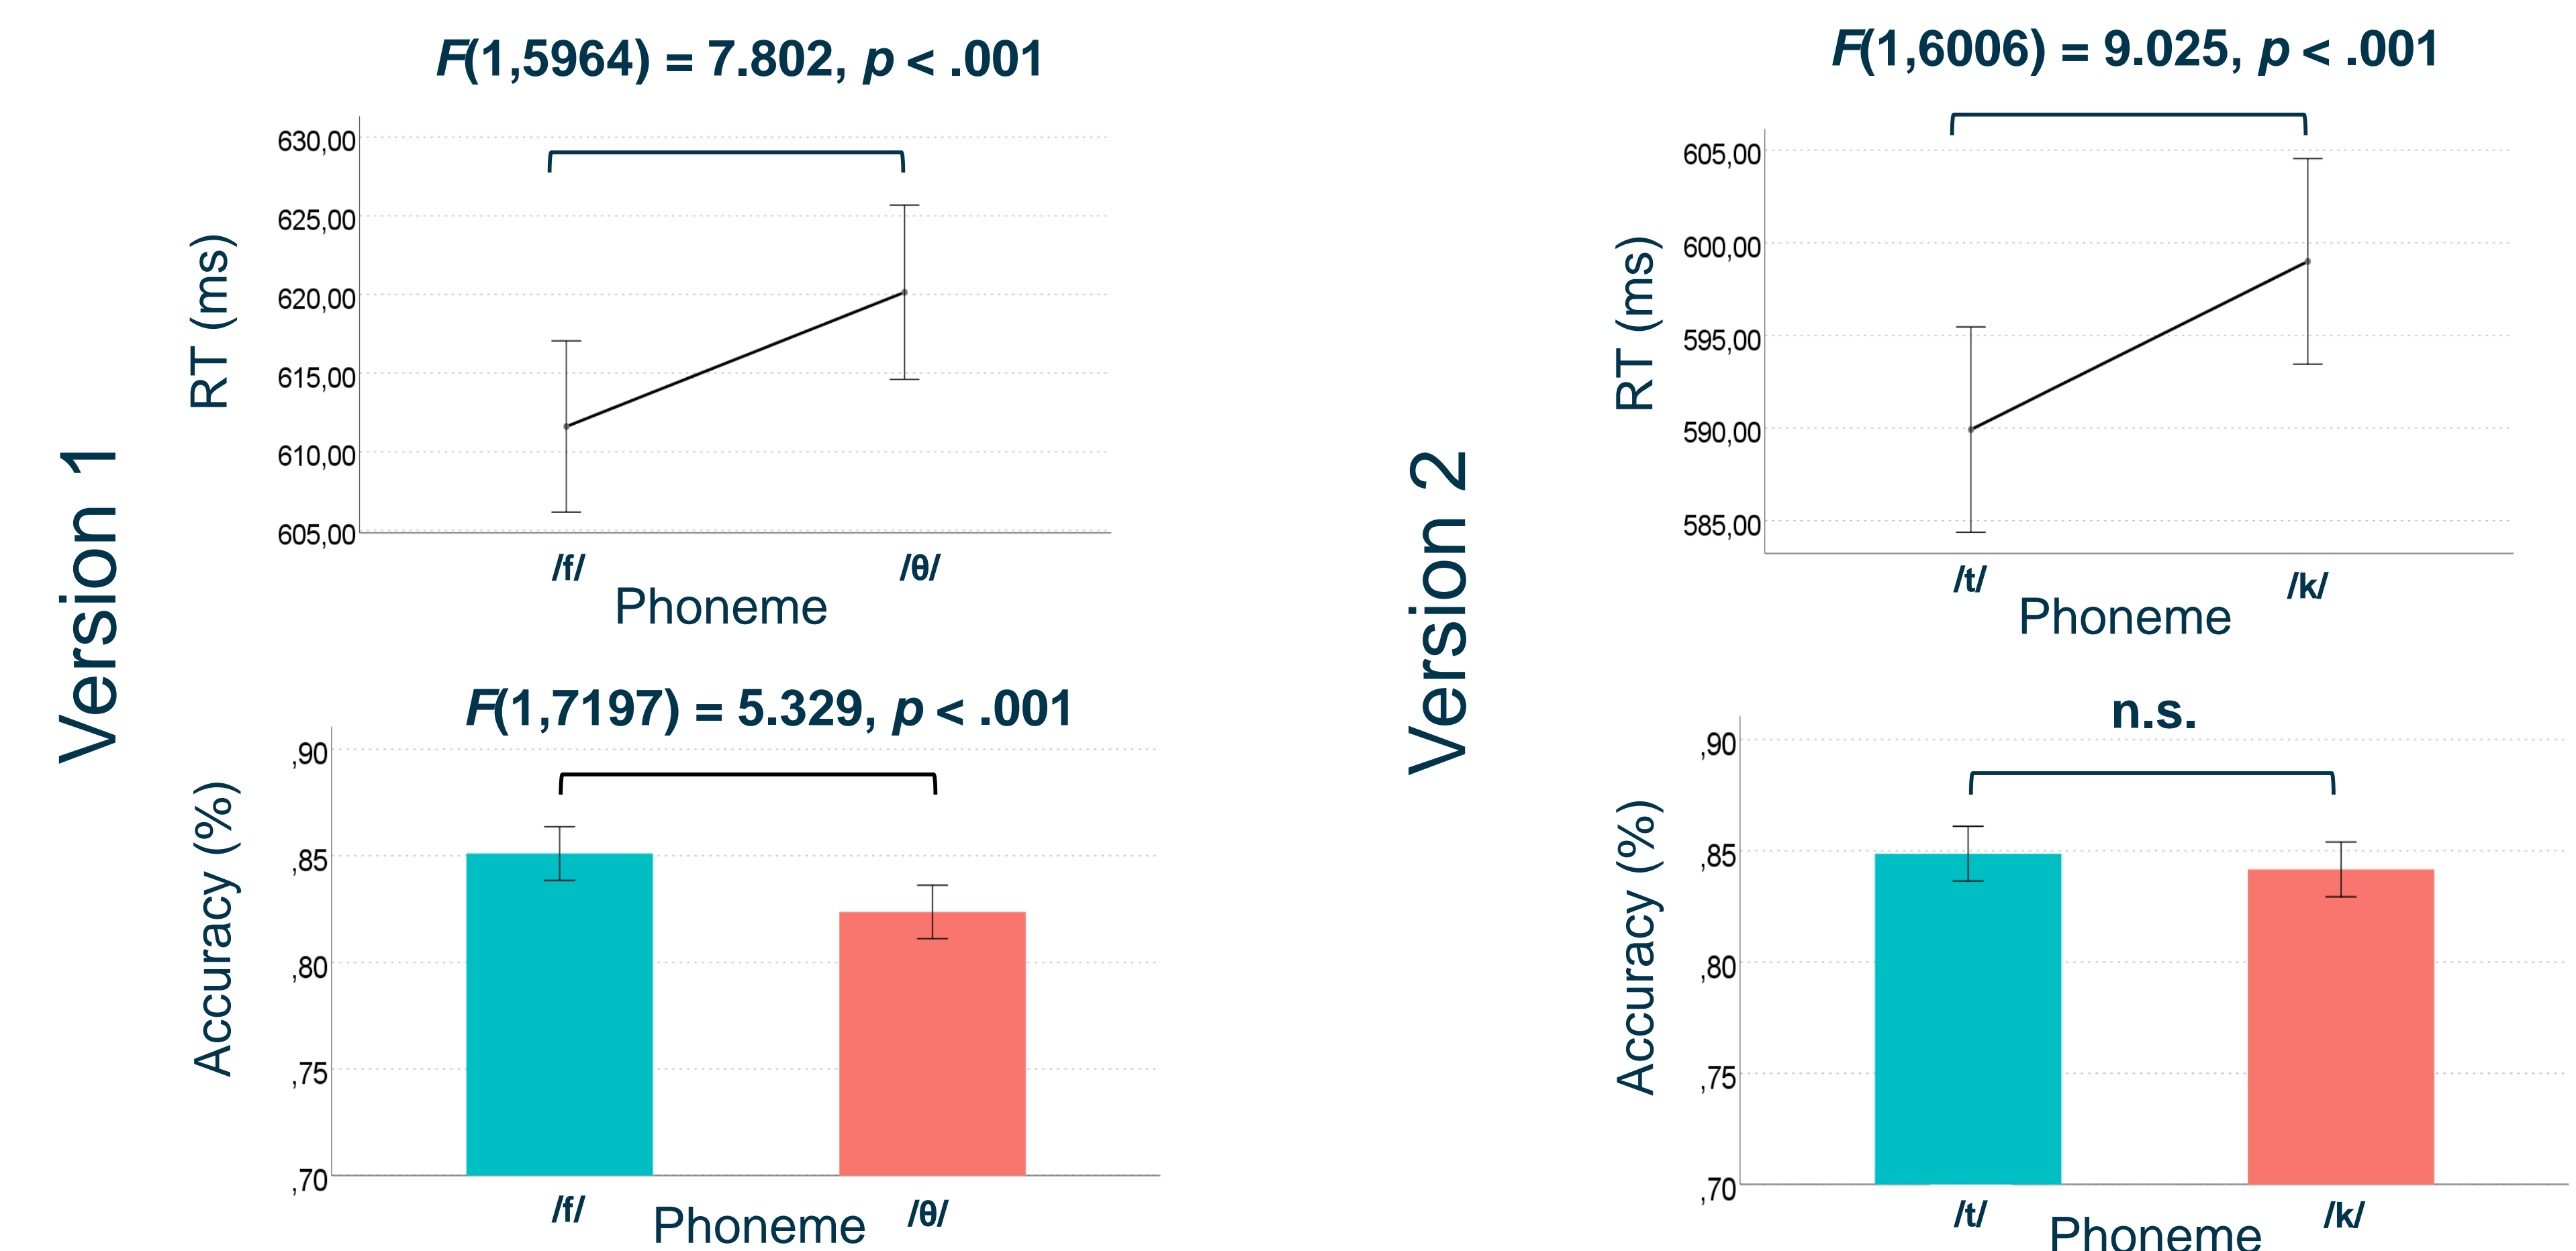 Version 1
F(1,5964) = 7.802, p < .001
RT (ms)
630,00
625,00
620,00
615,00
610,00
605,00
/f/
/θ/
Phoneme
F(1,7197) = 5.329, p < .001
Accuracy (%)
,90
,85
,80
,75
,70
/f/
/θ/
Phoneme
Version 2
F(1,6006) = 9.025, p < .001
RT (ms)
605,00
600,00
595,00
590,00
585,00
/t/
/k/
Phoneme
n.s.
Accuracy (%)
,90
,85
,80
,75
,70
/t/
/k/
Phoneme